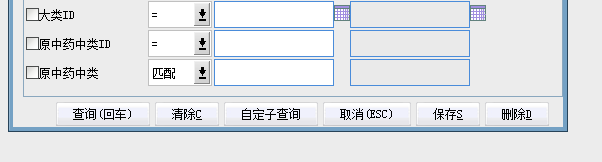 大类ID =
原中药中类ID =
原中药中类 匹配
查询(回车) 清除C 自定子查询 取消(ESC) 保存S 删除D